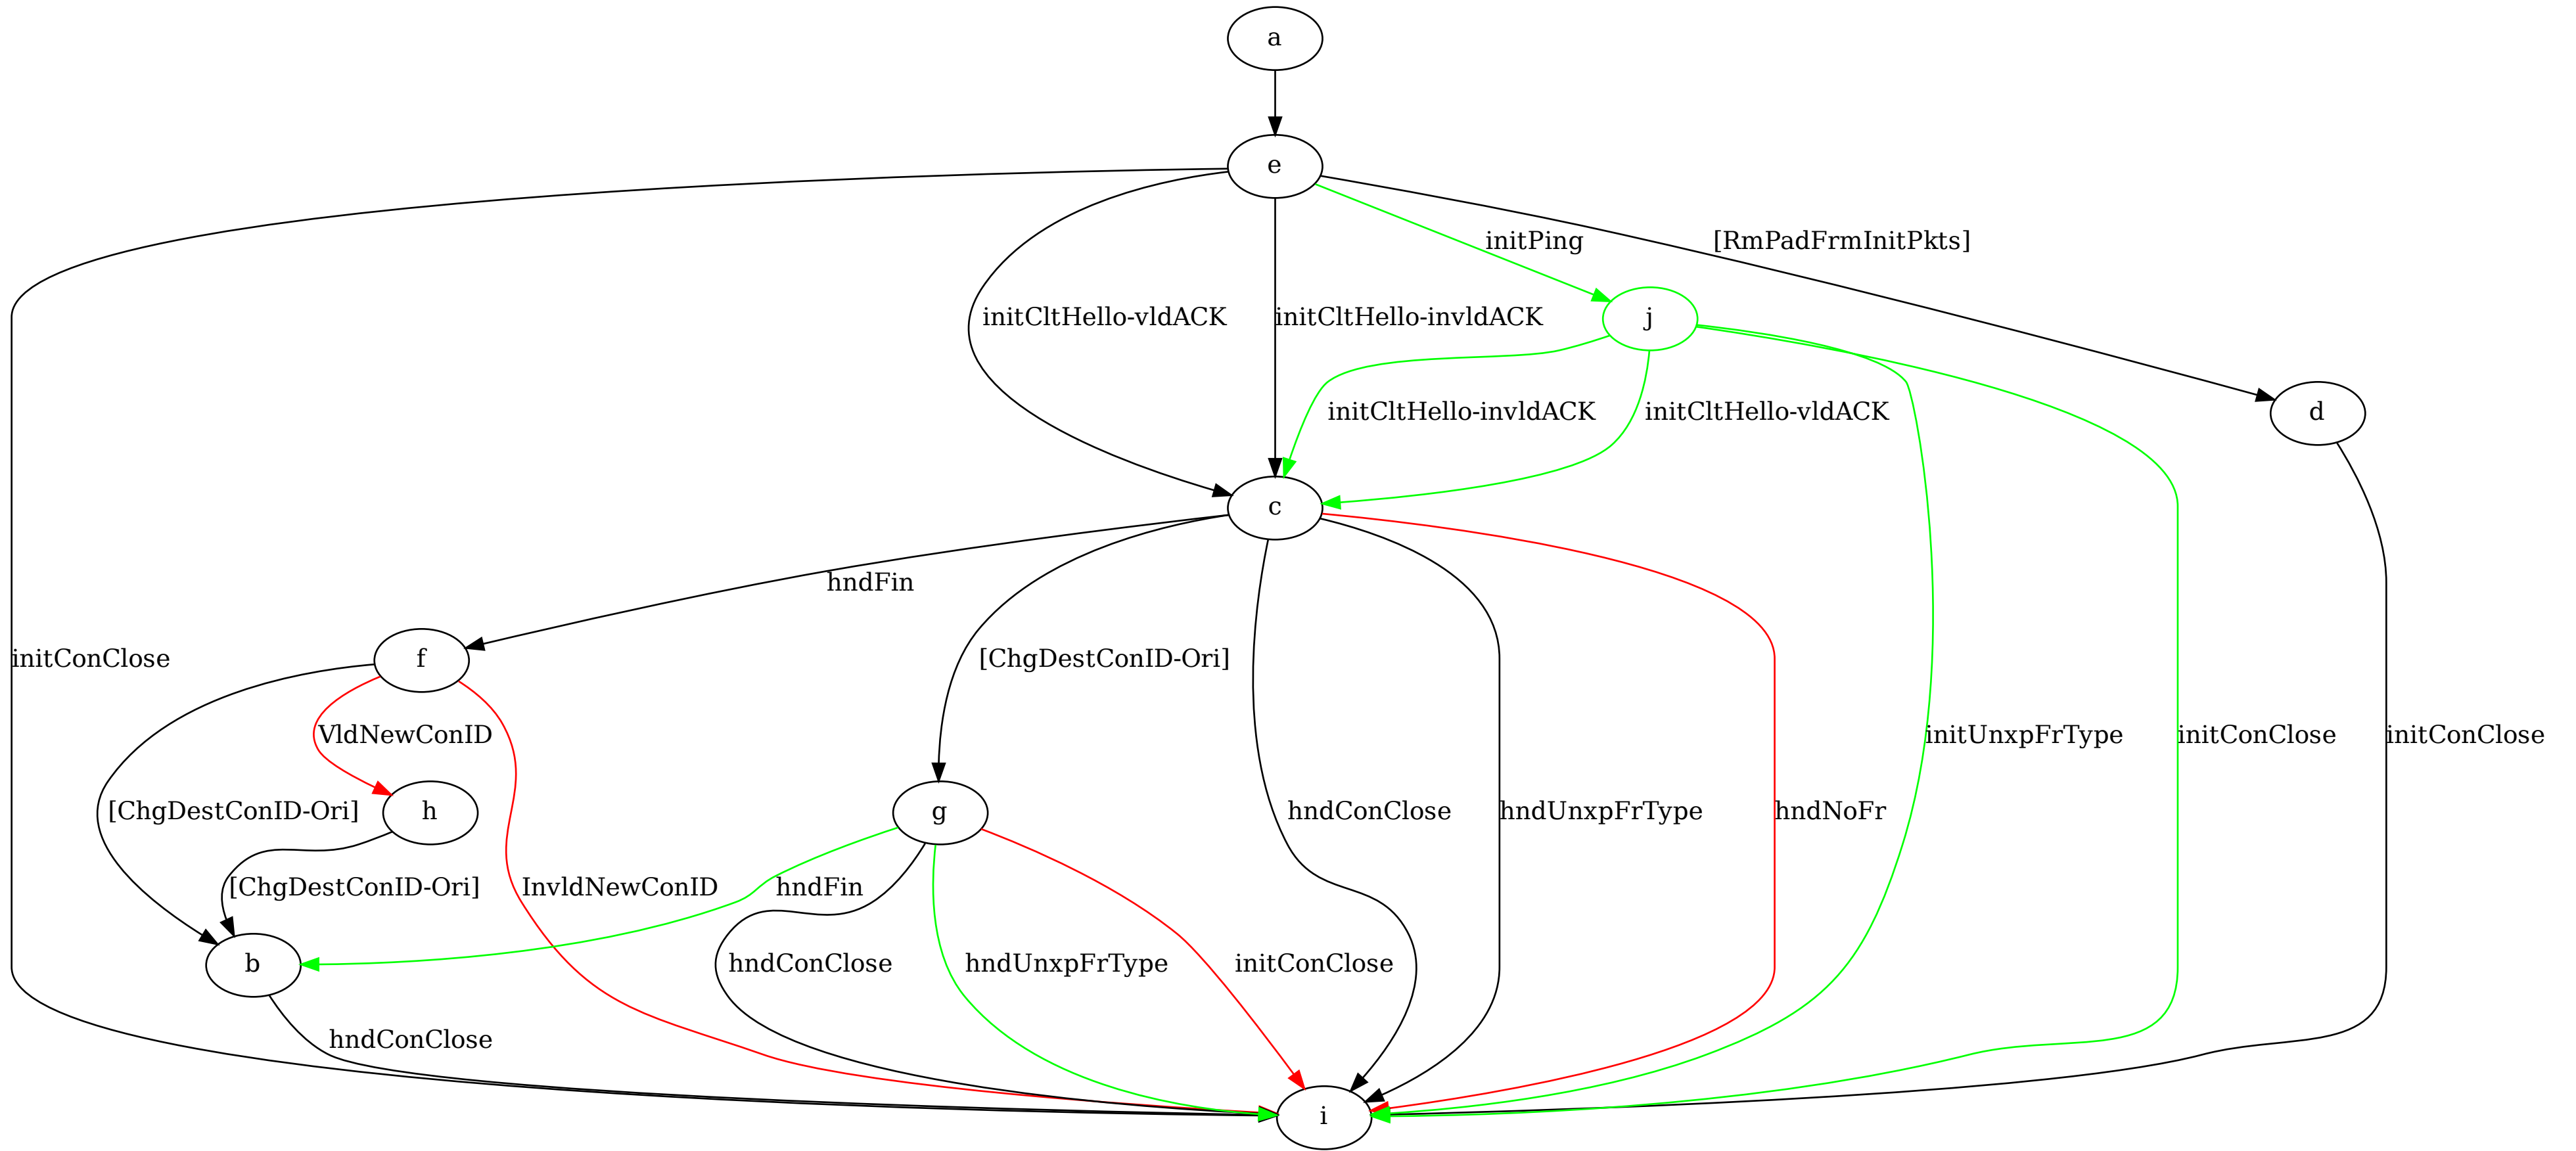 a
e
initPing
[RmPadFrmInitPkts]
initCltHello-vldACK
initCltHello-invldACK
j
initCltHello-invldACK
initCltHello-vldACK
d
c
hndFin
initConClose
f
[ChgDestConID-Ori]
VldNewConID
initUnxpFrType
initConClose
initConClose
[ChgDestConID-Ori]
h
g
hndConClose
hndUnxpFrType
hndNoFr
[ChgDestConID-Ori]
InvldNewConID
hndFin
b
hndConClose
hndUnxpFrType
initConClose
hndConClose
i